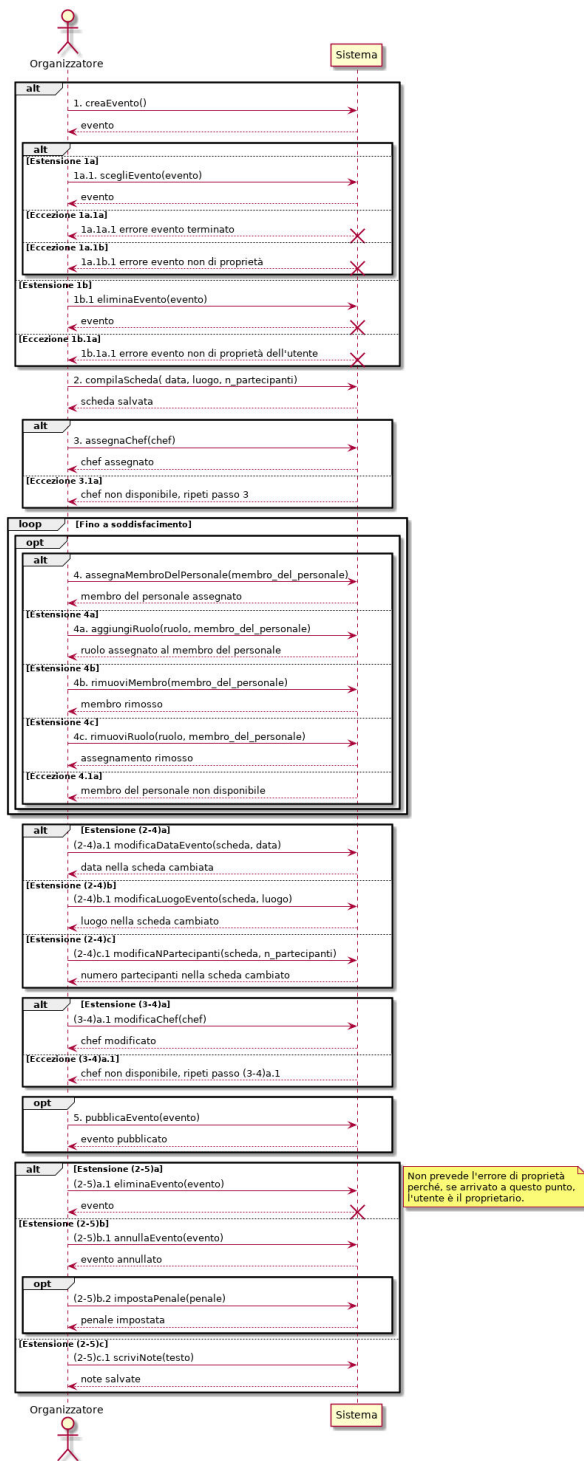 Organizzatore
Sistema
alt
1. creaEvento()
evento
alt
[Estensione 1a]
1a.1. scegliEvento(evento)
evento
[Eccezione 1a.1a]
1a.1a.1 errore evento terminato
[Eccezione 1a.1b]
1a.1b.1 errore evento non di proprietà
[Estensione 1b]
1b.1 eliminaEvento(evento)
evento
[Eccezione 1b.1a]
1b.1a.1 errore evento non di proprietà dell'utente
2. compilaScheda( data, luogo, n_partecipanti)
scheda salvata
alt
3. assegnaChef(chef)
chef assegnato
[Eccezione 3.1a]
chef non disponibile, ripeti passo 3
loop [Fino a soddisfacimento]
opt
alt
4. assegnaMembroDelPersonale(membro_del_personale)
membro del personale assegnato
[Estensione 4a]
4a. aggiungiRuolo(ruolo, membro_del_personale)
ruolo assegnato al membro del personale
[Estensione 4b]
4b. rimuoviMembro(membro_del_personale)
membro rimosso
[Estensione 4c]
4c. rimuoviRuolo(ruolo, membro_del_personale)
assegnamento rimosso
[Eccezione 4.1a]
membro del personale non disponibile
alt [Estensione (2-4)a]
(2-4)a.1 modificaDataEvento(scheda, data)
data nella scheda cambiata
[Estensione (2-4)b]
(2-4)b.1 modificaLuogoEvento(scheda, luogo)
luogo nella scheda cambiato
[Estensione (2-4)c]
(2-4)c.1 modificaNPartecipanti(scheda, n_partecipanti)
numero partecipanti nella scheda cambiato
alt [Estensione (3-4)a]
(3-4)a.1 modificaChef(chef)
chef modificato
[Eccezione (3-4)a.1]
chef non disponibile, ripeti passo (3-4)a.1
opt
5. pubblicaEvento(evento)
evento pubblicato
alt [Estensione (2-5)a]
(2-5)a.1 eliminaEvento(evento)
evento
Non prevede l'errore di proprietà
perché, se arrivato a questo punto,
l'utente è il proprietario.
[Estensione (2-5)b]
(2-5)b.1 annullaEvento(evento)
evento annullato
opt
(2-5)b.2 impostaPenale(penale)
penale impostata
[Estensione (2-5)c]
(2-5)c.1 scriviNote(testo)
note salvate
Organizzatore
Sistema